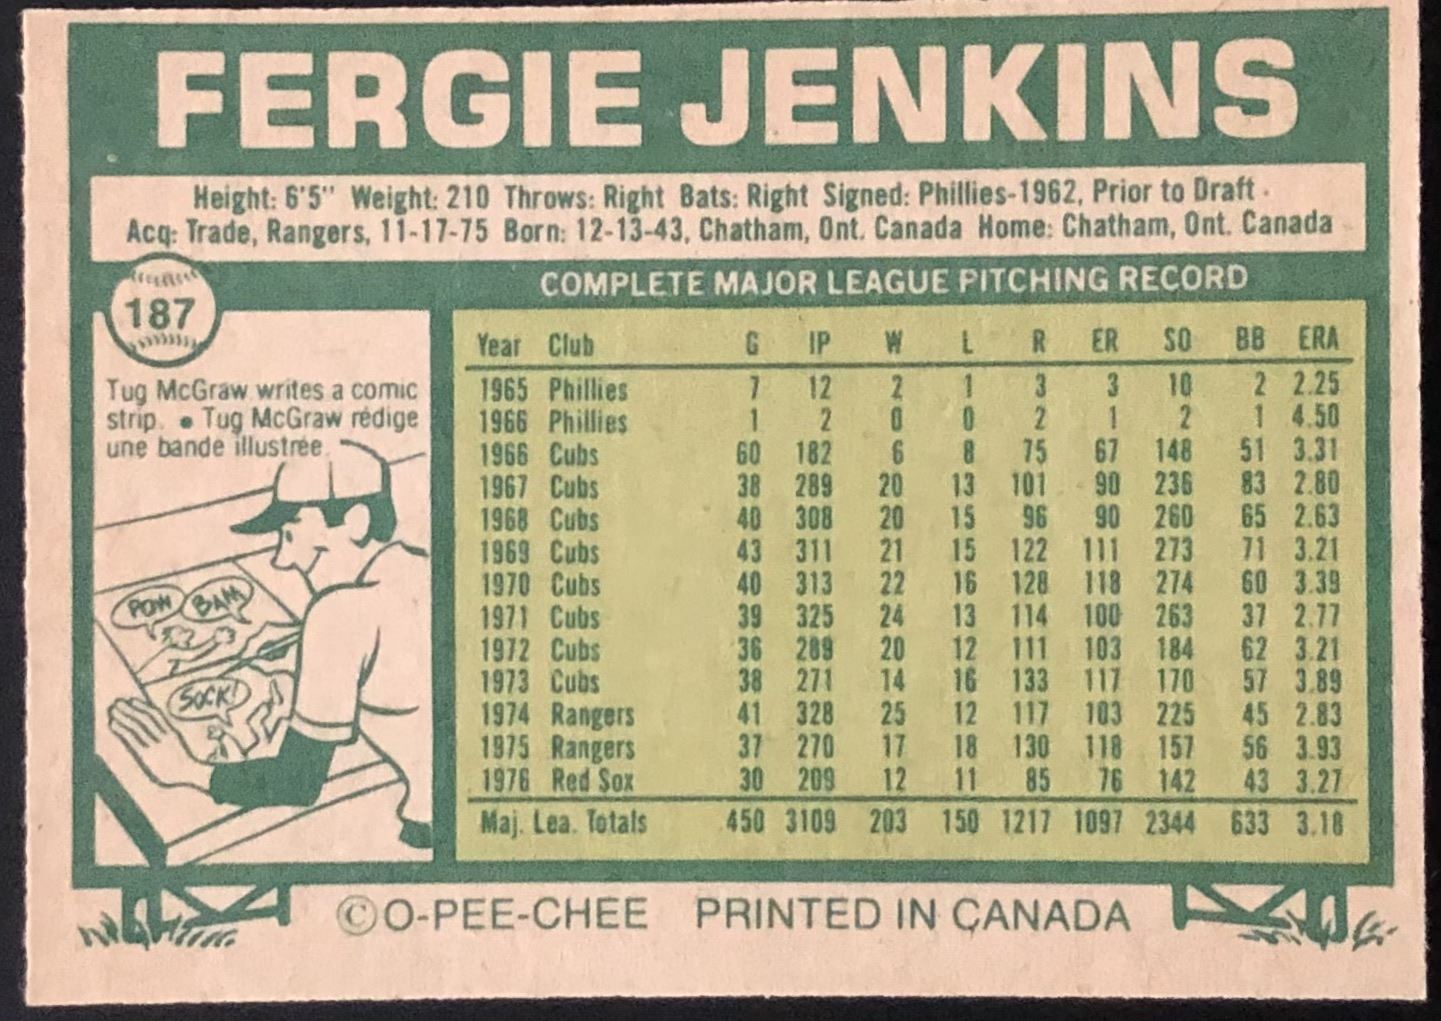 FERGIE JENKINS
Height: 6'5" Weight: 210 Throws: Right Bats: Right Signed: Phillies-1962, Prior to Draft
Acq: Trade, Rangers, 11-17-75 Born: 12-13-43, Chatham, Ont. Canada Home: Chatham, Ont. Canada
187
Tug McGraw writes a comic
strip. • Tug McGraw rédige
une bande illustrée.
POW BAM
SOCK!
COMPLETE MAJOR LEAGUE PITCHING RECORD
Year Club G IP W L R ER SO BB ERA
1965 Phillies 7 12 2 1 3 3 10 2 2.25
1966 Phillies 1 2 0 0 2 1 2 1 4.50
1966 Cubs 60 182 6 8 75 67 148 51 3.31
1967 Cubs 38 289 20 13 101 90 236 83 2.80
1968 Cubs 40 308 20 15 96 90 260 65 2.63
1969 Cubs 43 311 21 15 122 111 273 71 3.21
1970 Cubs 40 313 22 16 128 118 274 60 3.39
1971 Cubs 39 325 24 13 114 100 263 37 2.77
1972 Cubs 36 289 20 12 111 103 184 62 3.21
1973 Cubs 38 271 14 16 133 117 170 57 3.89
1974 Rangers 41 328 25 12 117 103 225 45 2.83
1975 Rangers 37 270 17 18 130 118 157 56 3.93
1976 Red Sox 30 209 12 11 85 76 142 43 3.27
Maj. Lea. Totals 450 3109 203 150 1217 1097 2344 633 3.18
© O-PEE-CHEE PRINTED IN CANADA